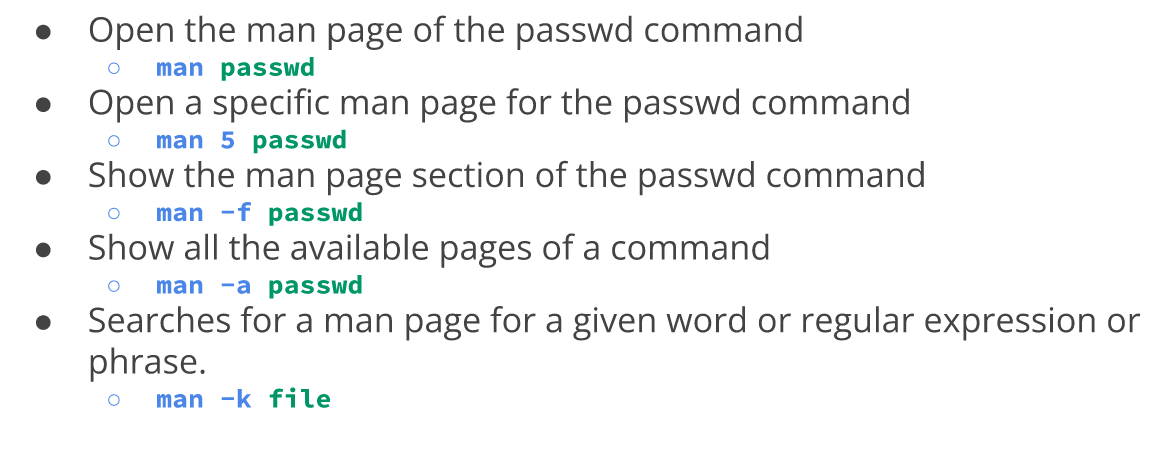 ● Open the man page of the passwd command
○ man passwd
● Open a specific man page for the passwd command
○ man 5 passwd
● Show the man page section of the passwd command
○ man -f passwd
● Show all the available pages of a command
○ man -a passwd
● Searches for a man page for a given word or regular expression or
phrase.
○ man -k file